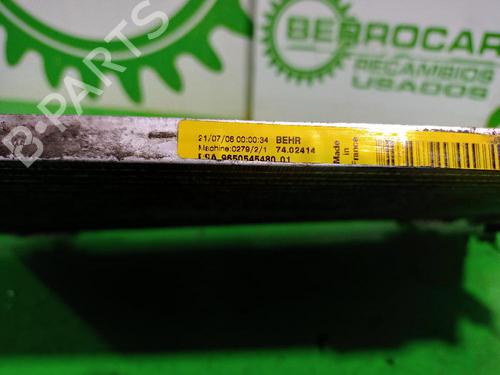 BEBROCAR
RECAMBIOS
USADOS
B-PARTS
21/07/06 00:00:34 BEHR
Machine:0279/2/1 74.02414
PSA 9650545480 01
Made in
France